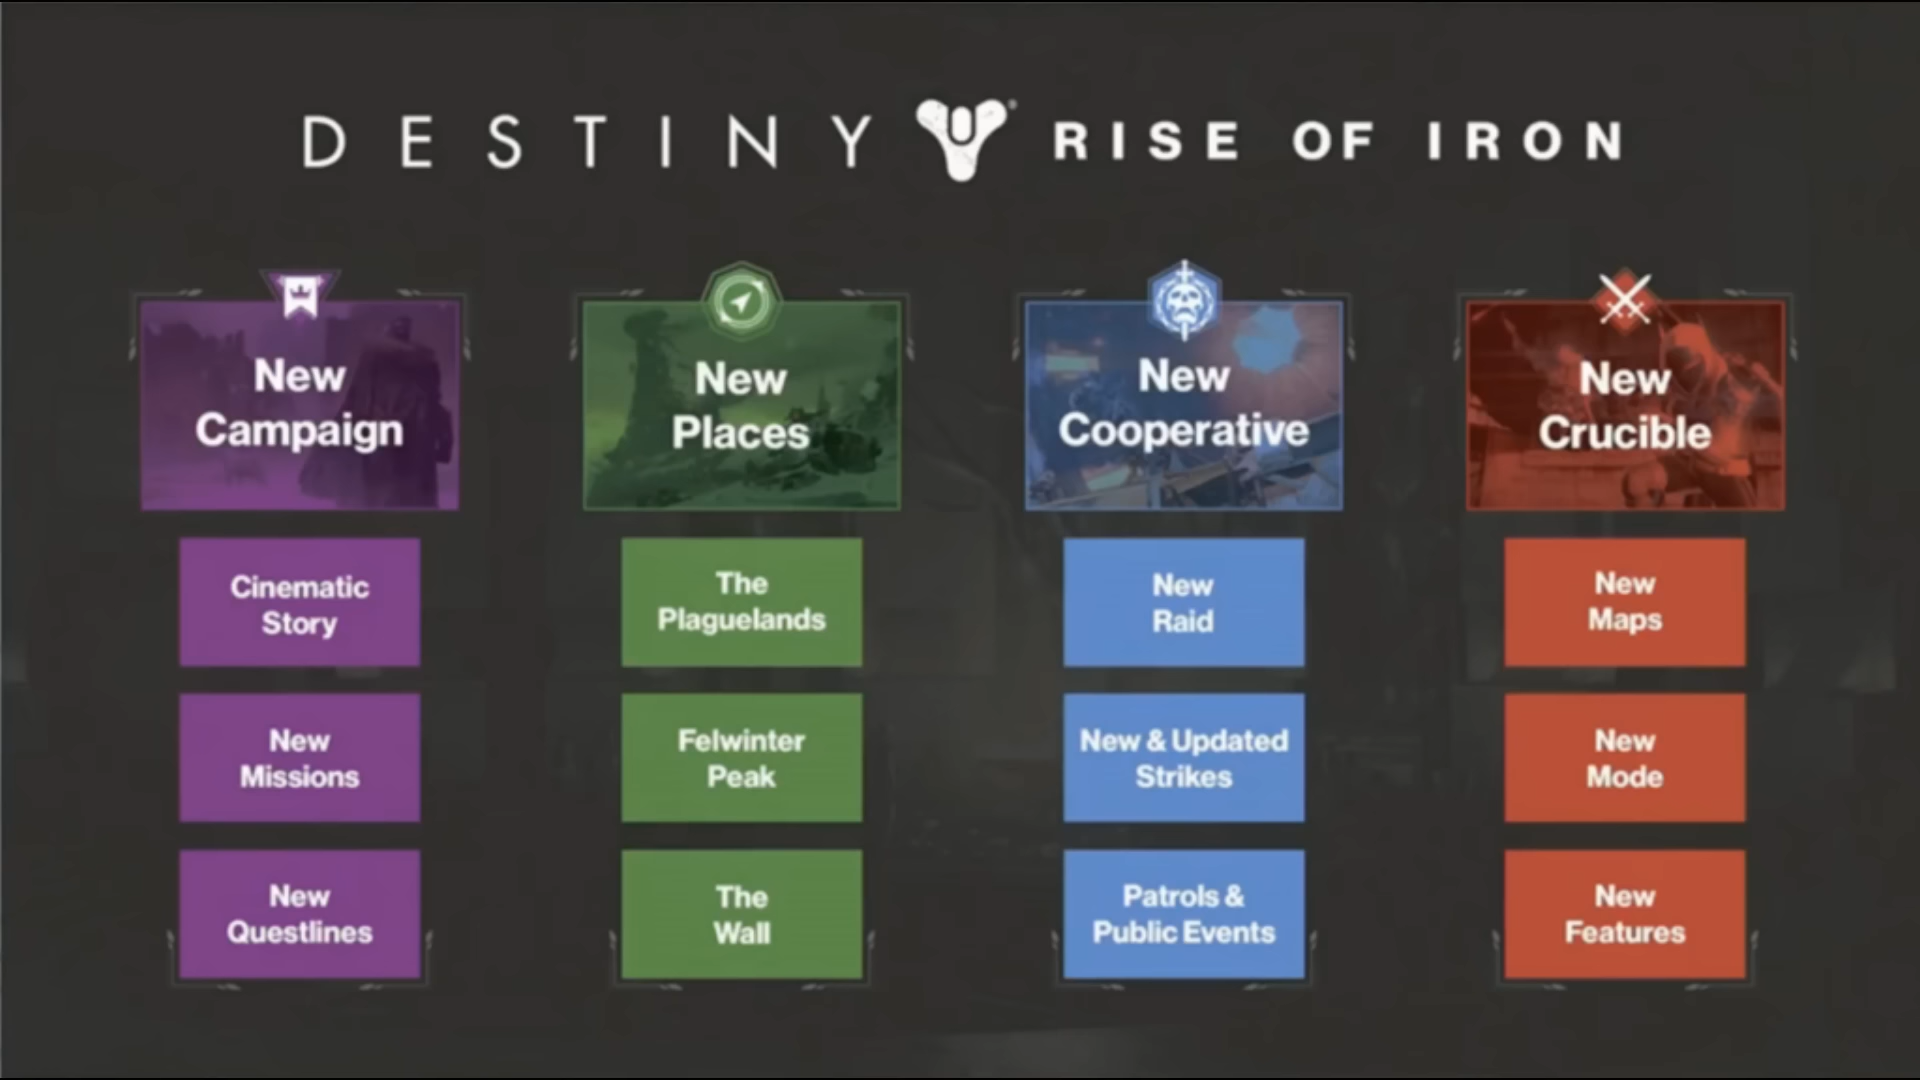 DESTINY RISE OF IRON
New
Campaign
Cinematic
Story
New
Missions
New
Questlines
New
Places
The
Plaguelands
Felwinter
Peak
The
Wall
New
Cooperative
New
Raid
New & Updated
Strikes
Patrols &
Public Events
New
Crucible
New
Maps
New
Mode
New
Features